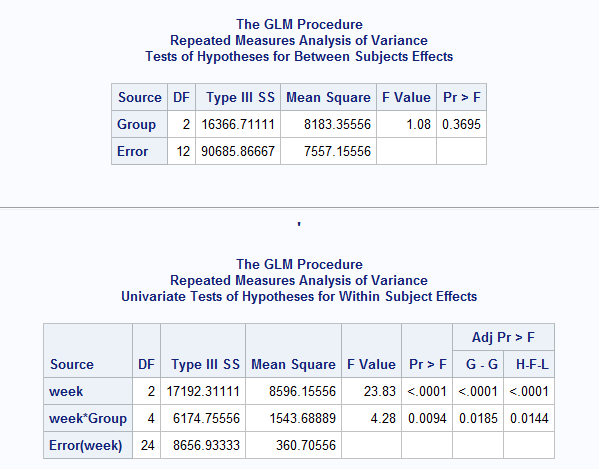 The GLM Procedure
Repeated Measures Analysis of Variance
Tests of Hypotheses for Between Subjects Effects
Source DF Type III SS Mean Square F Value Pr > F
Group 2 16366.71111 8183.35556 1.08 0.3695
Error 12 90685.86667 7557.15556
'
The GLM Procedure
Repeated Measures Analysis of Variance
Univariate Tests of Hypotheses for Within Subject Effects
Adj Pr > F
Source DF Type III SS Mean Square F Value Pr > F G - G H-F-L
week 2 17192.31111 8596.15556 23.83 <.0001 <.0001 <.0001
week*Group 4 6174.75556 1543.68889 4.28 0.0094 0.0185 0.0144
Error(week) 24 8656.93333 360.70556